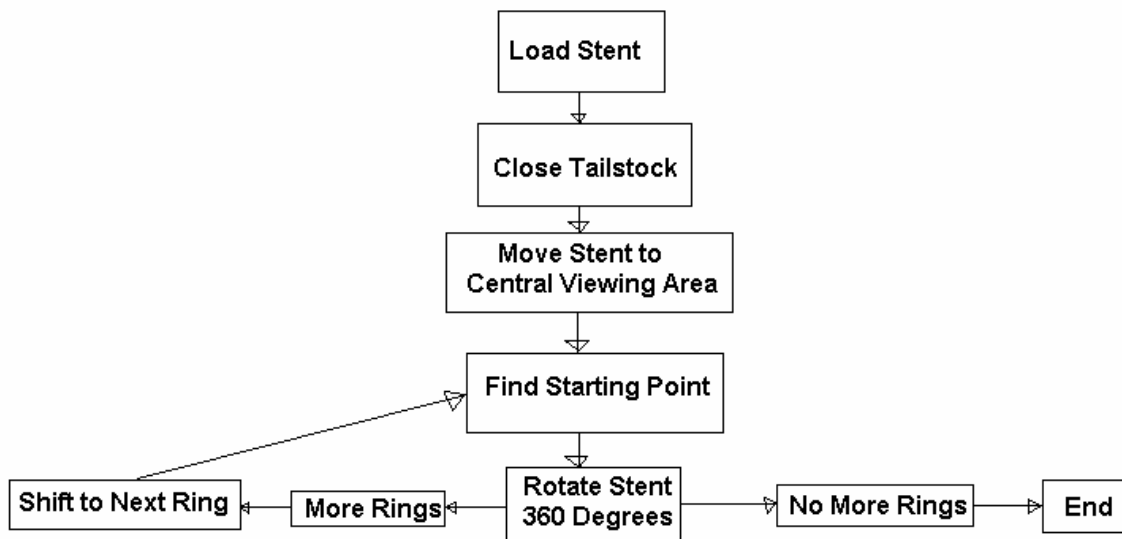 Load Stent
Close Tailstock
Move Stent to
Central Viewing Area
Find Starting Point
Shift to Next Ring
More Rings
Rotate Stent
360 Degrees
No More Rings
End